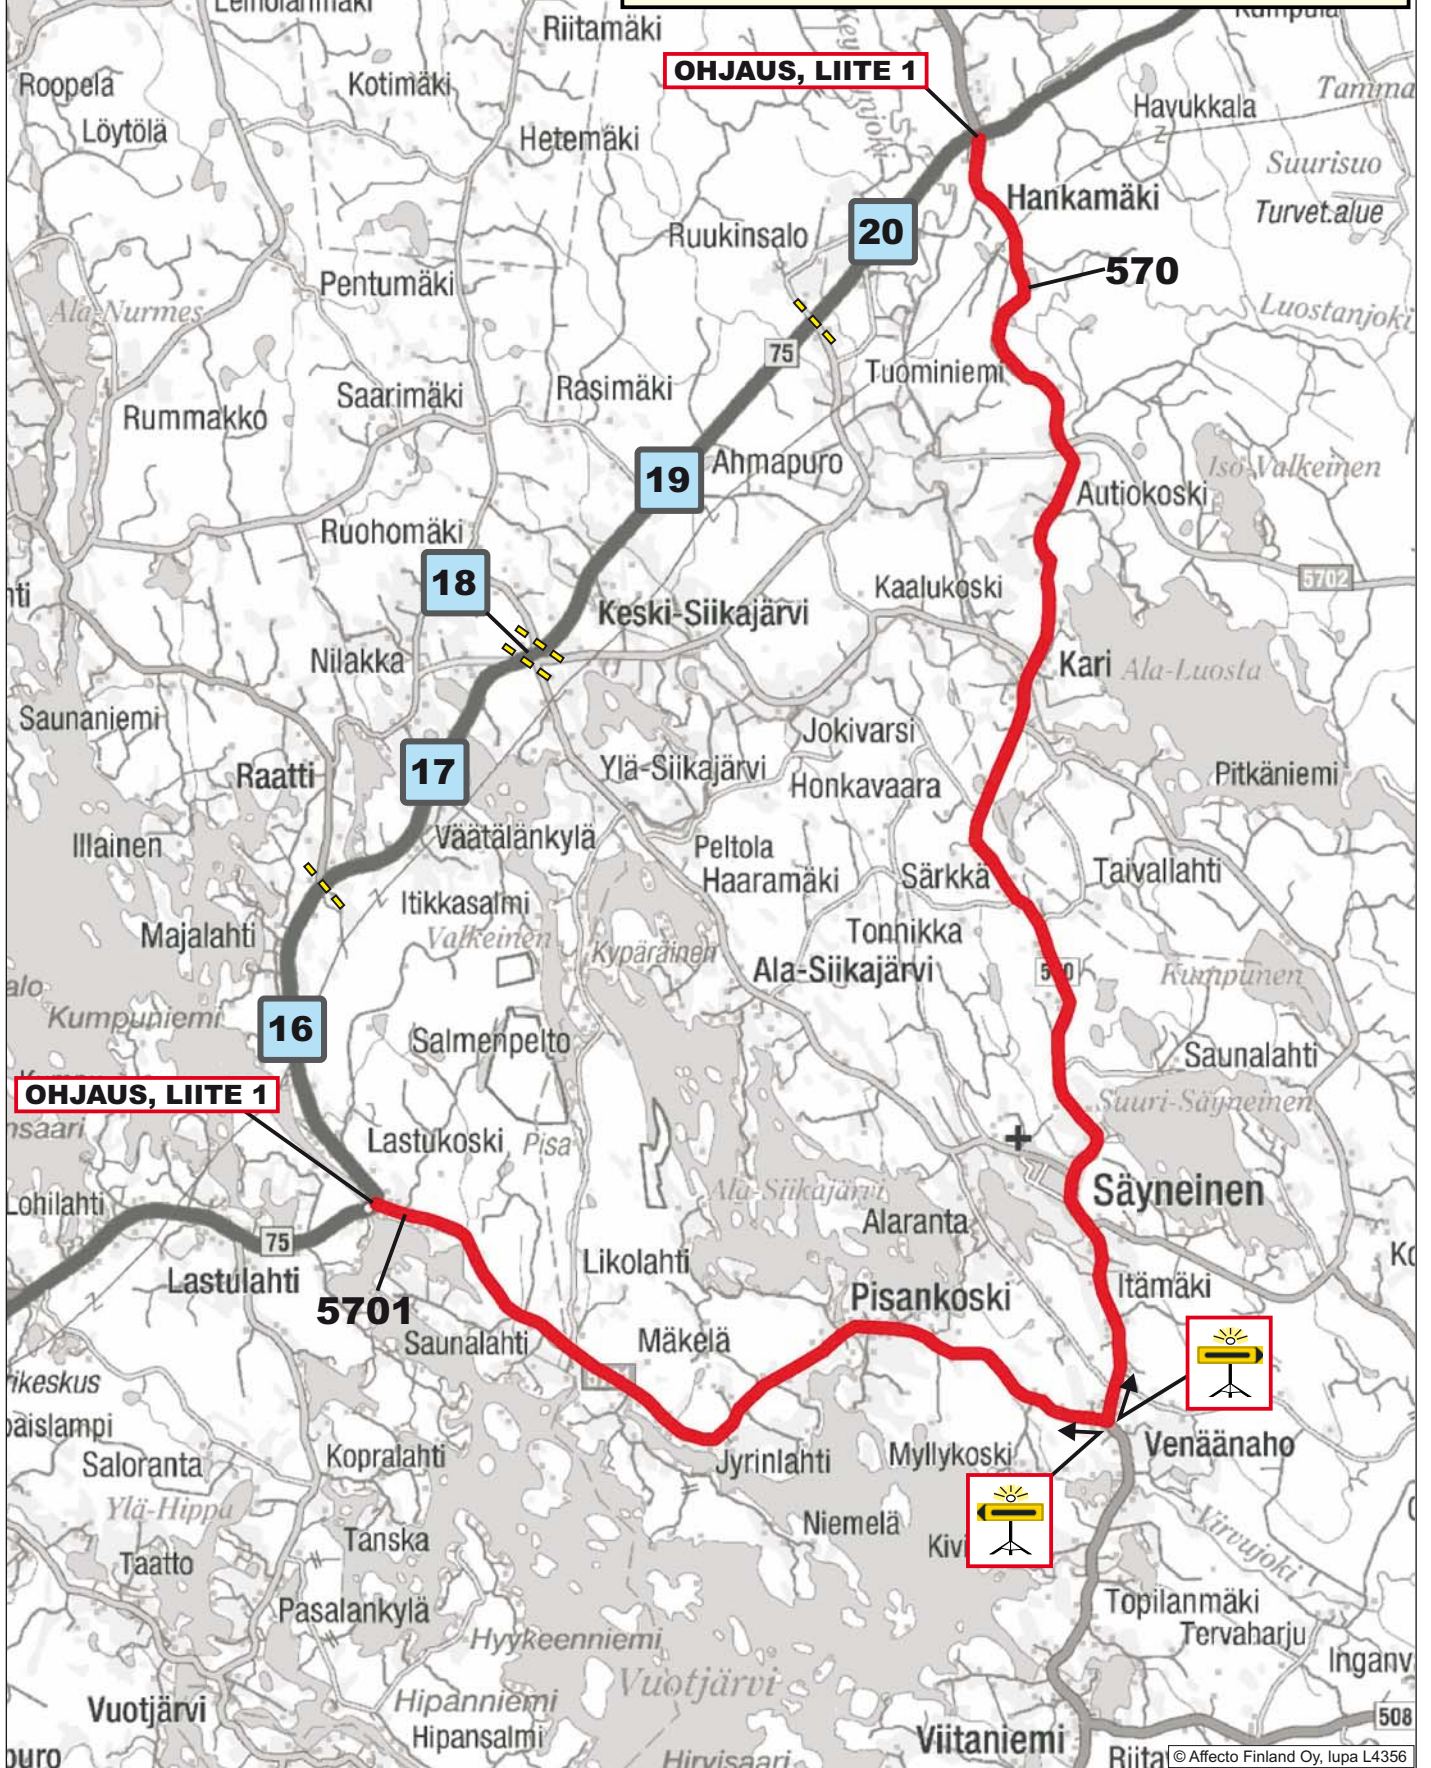 Riitamäki
OHJAUS, LIITE 1
Roopela
Kotimäki
Havukkala
Löytölä
Hetemäki
Suurisuo
Hankamäki
Turvet.alue
Ruukinsalo
20
570
Pentumäki
Ala-Nurmes
Luostanjoki
75
Tuominiemi
Saarimäki
Rasimäki
Rummakko
19
Ahmapuro
Iso-Valkeinen
Autiokoski
Ruohomäki
18
5702
Kaalukoski
Keski-Siikajärvi
Nilakka
Kari
Ala-Luosta
Saunaniemi
Jokivarsi
17
Ylä-Siikajärvi
Raatti
Honkavaara
Pitkäniemi
Väätälänkylä
Illainen
Peltola
Haaramäki
Särkkä
Taivallahti
Itikkasalmi
Majalahti
Valkeinen
Kypäräinen
Tonnikka
Ala-Siikajärvi
Kumpunen
Kumpuniemi
16
Salmenpelto
Saunalahti
OHJAUS, LIITE 1
Suuri-Säyneinen
Lastukoski
Pisa
Säyneinen
Lohilahti
Ala-Siikajärvi
Alaranta
75
Likolahti
Lastulahti
Itämäki
5701
Pisankoski
Saunalahti
Mäkelä
Kopralahti
Jyrinlahti
Myllykoski
Venäänaho
Saloranta
Ylä-Hippa
Niemelä
Tanska
Virvujoki
Taatto
Topilanmäki
Pasalankylä
Tervaharju
Hyykeenniemi
Vuotjärvi
Vuotjärvi
Hipänniemi
508
Hipansalmi
Viitaniemi
Hirvisaari
© Affecto Finland Oy, lupa L4356